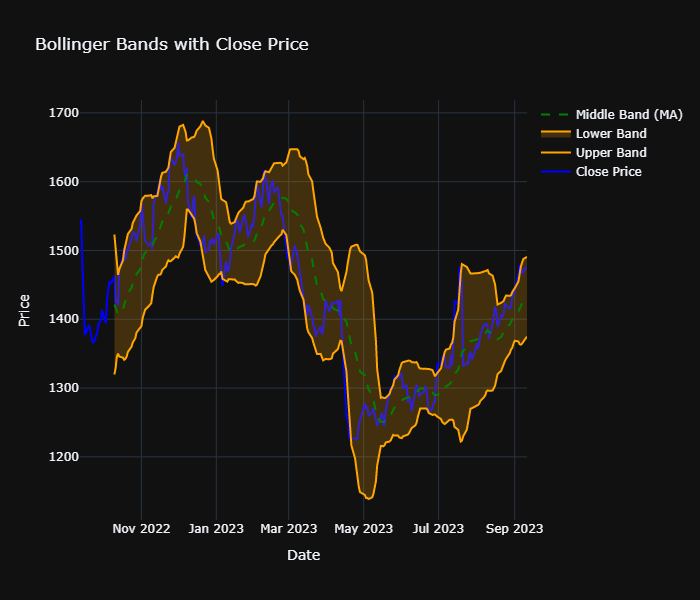 Bollinger Bands with Close Price
Middle Band (MA)
Lower Band
Upper Band
Close Price
1700
1600
1500
1400
1300
1200
Price
Nov 2022 Jan 2023 Mar 2023 May 2023 Jul 2023 Sep 2023
Date